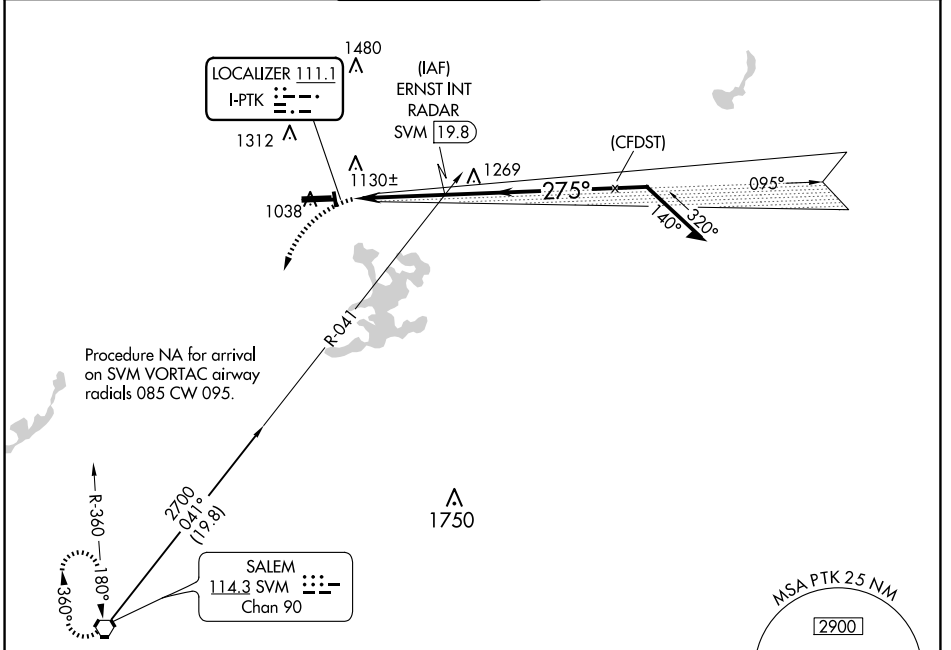 1480
LOCALIZER 111.1
I-PTK
1312
(IAF)
ERNST INT
RADAR
SVM 19.8
(CFDST)
1130±
1269
1038
275°
095°
140°
320°
R-041
Procedure NA for arrival
on SVM VORTAC airway
radials 085 CW 095.
2700
041°
(19.8)
R-360
180°
360°
1750
SALEM
114.3 SVM
Chan 90
MSA PTK 25 NM
2900